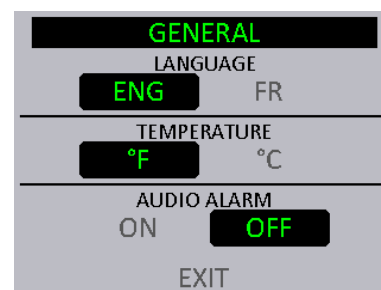 GENERAL
LANGUAGE
ENG FR
TEMPERATURE
°F °C
AUDIO ALARM
ON OFF
EXIT